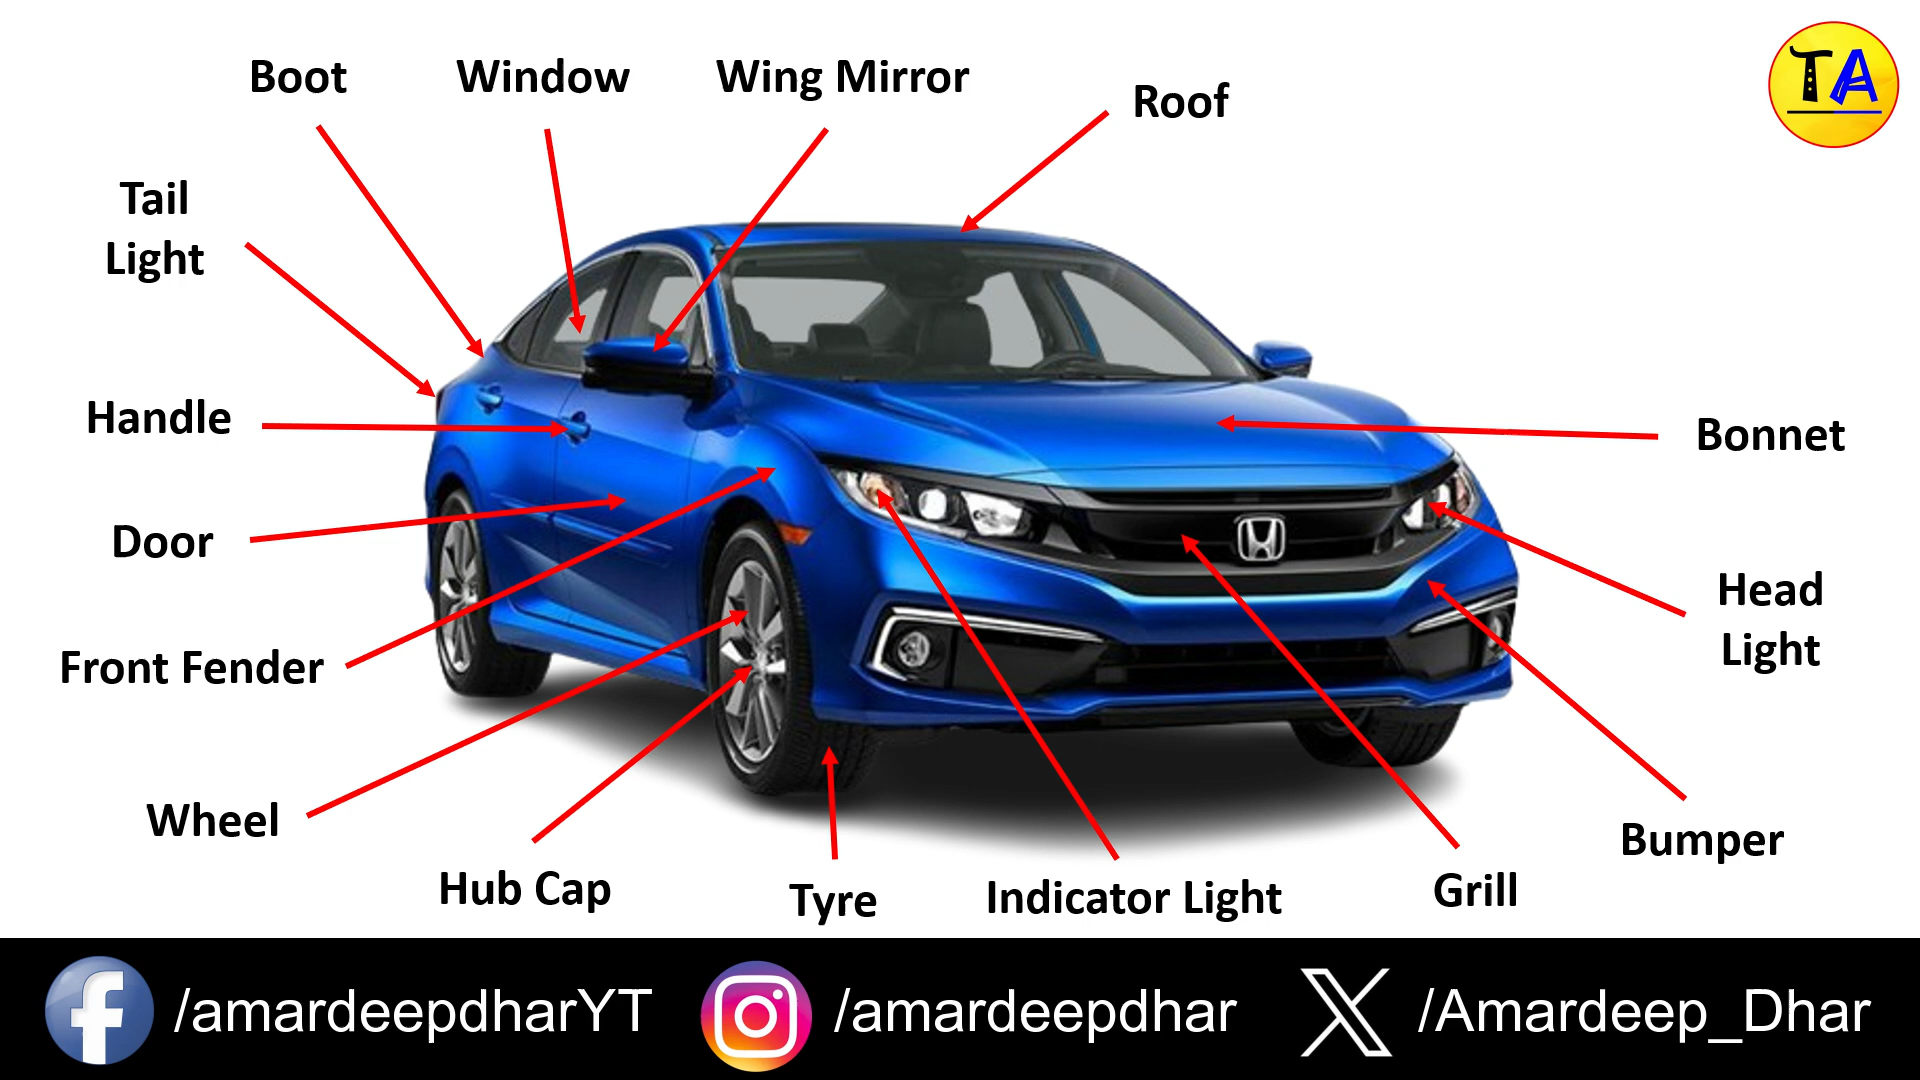 Boot
Window
Wing Mirror
Roof
TA
Tail
Light
Handle
Bonnet
Door
Head
Light
Front Fender
Wheel
Bumper
Hub Cap
Tyre
Indicator Light
Grill
/amardeepdharYT
/amardeepdhar
/Amardeep_Dhar